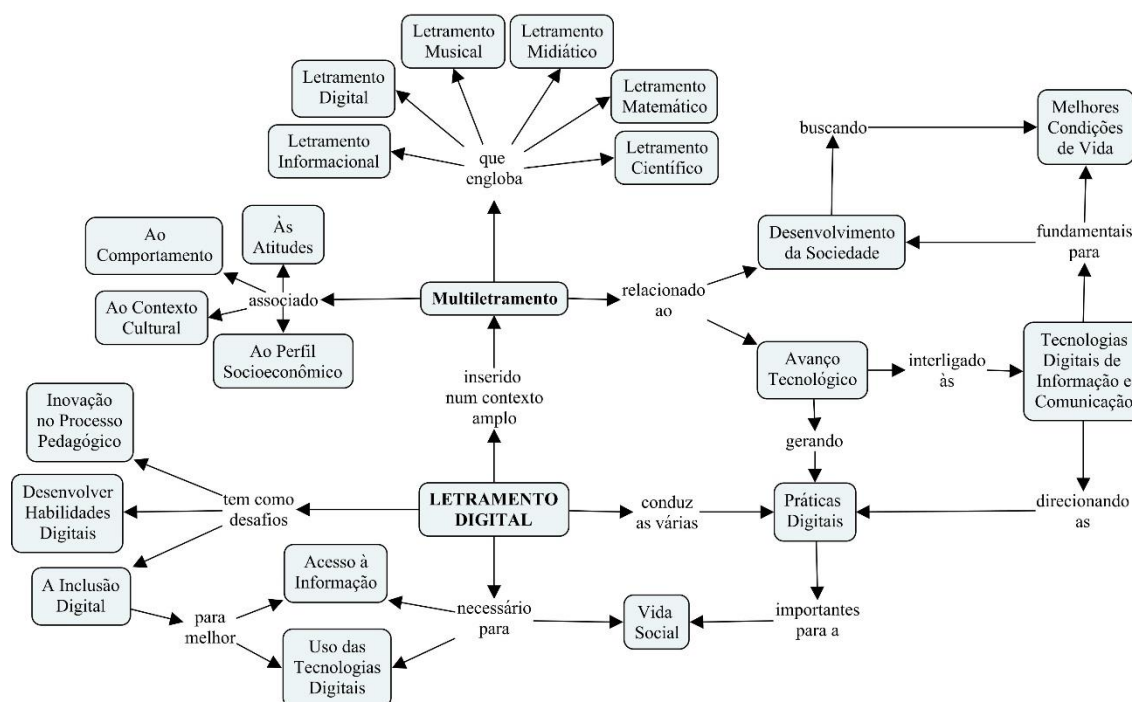 Letramento
Musical
Letramento
Midiático
Letramento
Digital
Letramento
Matemático
Letramento
Informacional
que
engloba
Letramento
Científico
buscando
Melhores
Condições
de Vida
Ao
Comportamento
Às
Atitudes
Desenvolvimento
da Sociedade
fundamentais
para
Ao Contexto
Cultural
associado
Multiletramento
relacionado
ao
Ao Perfil
Socioeconômico
Avanço
Tecnológico
interligado
às
Tecnologias
Digitais de
Informação e
Comunicação
inserido
num contexto
amplo
Inovação
no Processo
Pedagógico
gerando
Desenvolver
Habilidades
Digitais
tem como
desafios
LETRAMENTO
DIGITAL
conduz
as várias
Práticas
Digitais
direcionando
as
A Inclusão
Digital
Acesso à
Informação
para
melhor
necessário
para
Vida
Social
importantes
para a
Uso das
Tecnologias
Digitais